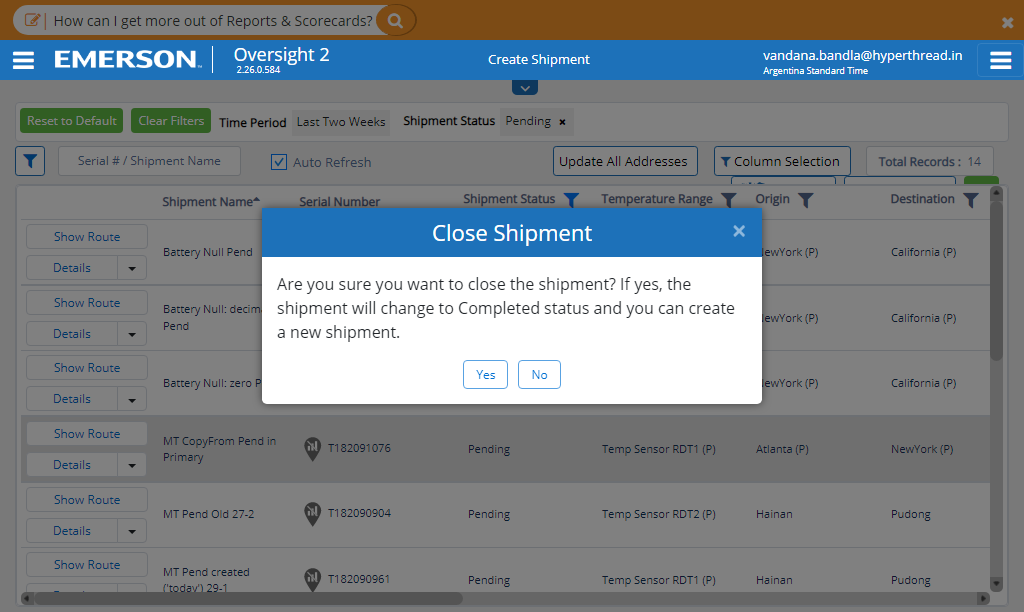 How can I get more out of Reports & Scorecards?
EMERSON
Oversight 2
2.26.0.584
Create Shipment
vandana.bandla@hyperthread.in
Argentina Standard Time
Reset to Default Clear Filters Time Period Last Two Weeks Shipment Status Pending ×
Serial # / Shipment Name Auto Refresh Update All Addresses Column Selection Total Records : 14
Shipment Name Serial Number Shipment Status Temperature Range Origin Destination
Show Route
Details
Battery Null Pend
NewYork (P) California (P)
Show Route
Details
Battery Null: decim
Pend
NewYork (P) California (P)
Show Route
Details
Battery Null: zero P
NewYork (P) California (P)
Close Shipment ×
Are you sure you want to close the shipment? If yes, the
shipment will change to Completed status and you can create
a new shipment.
Yes No
Show Route
Details
MT CopyFrom Pend in
Primary
T182091076 Pending Temp Sensor RDT1 (P) Atlanta (P) NewYork (P)
Show Route
Details
MT Pend Old 27-2
T182090904 Pending Temp Sensor RDT2 (P) Hainan Pudong
Show Route
MT Pend created
('today') 29-1
T182090961 Pending Temp Sensor RDT1 (P) Hainan Pudong